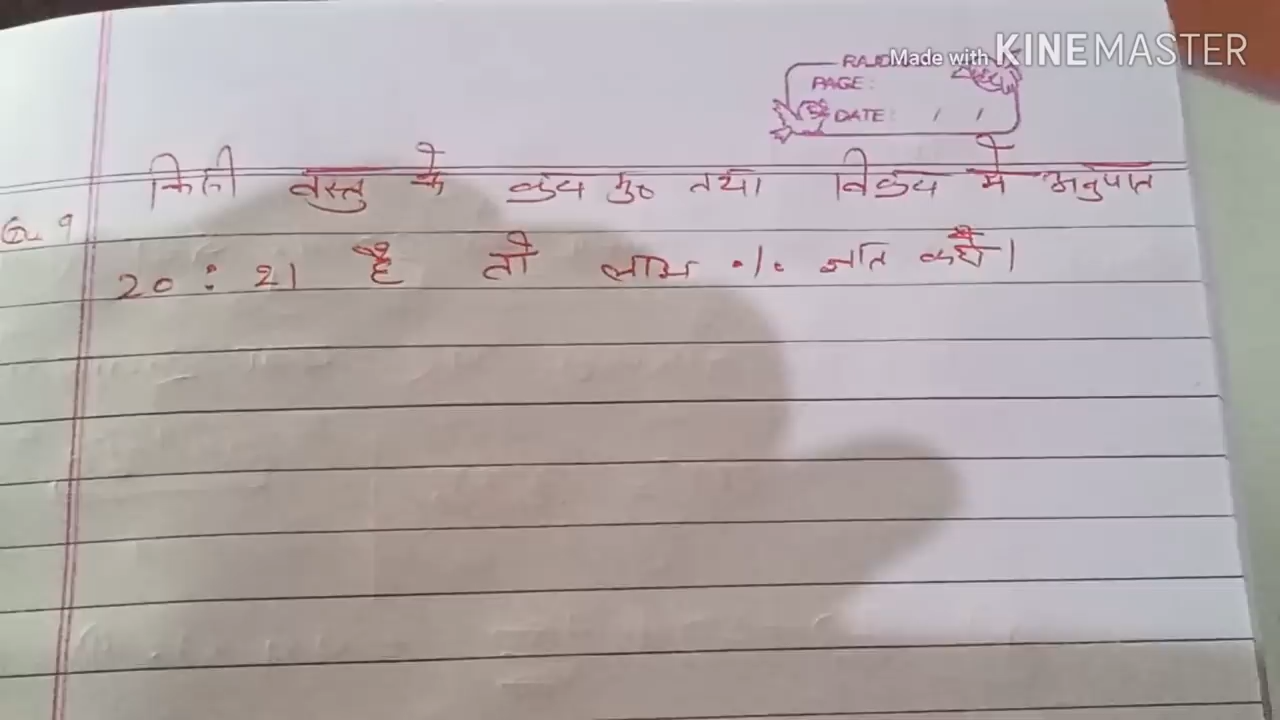 Made with KINEMASTER
PAGE:
DATE: / /
किसी वस्तु के क्रय मु० तथा विक्रय मे अनुपात
Qu 9
20 : 21 है तो लाभ % ज्ञात करे।